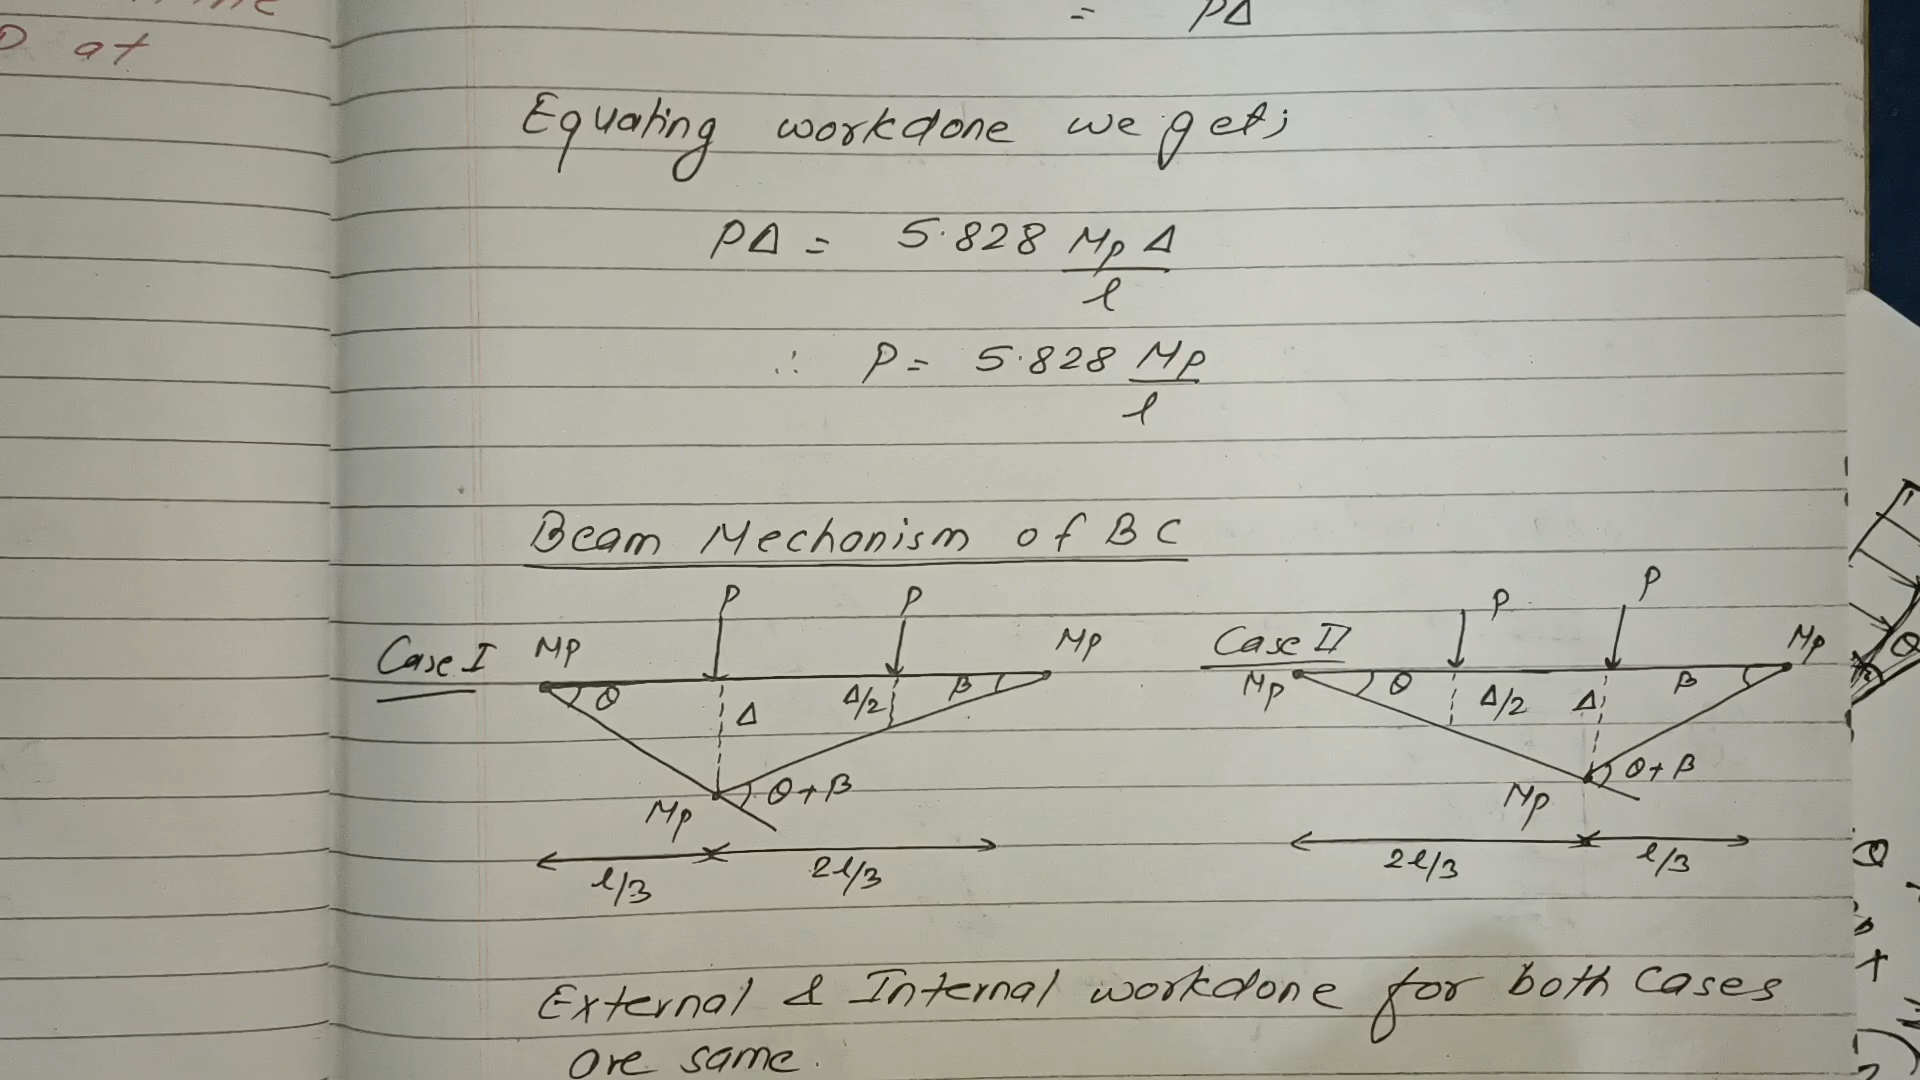 D at
= PΔ
Equating workdone we get;
PΔ = 5.828 MpΔ/l
∴ P = 5.828 Mp/l
Beam Mechanism of BC
P P
Case I Mp Mp
θ Δ Δ/2 β
Mp θ+β
l/3 2l/3
P P
Case II Mp
Mp θ Δ/2 Δ β
Mp θ+β
2l/3 l/3
External & Internal workdone for both cases
are same.
θ
θ
+